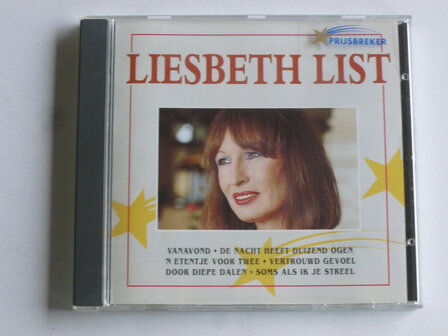 PRIJSBREKER
LIESBETH LIST
VANAVOND • DE NACHT HEEFT DUIZEND OGEN
'N ETENTJE VOOR TWEE • VERTROUWD GEVOEL
DOOR DIEPE DALEN • SOMS ALS IK JE STREEL